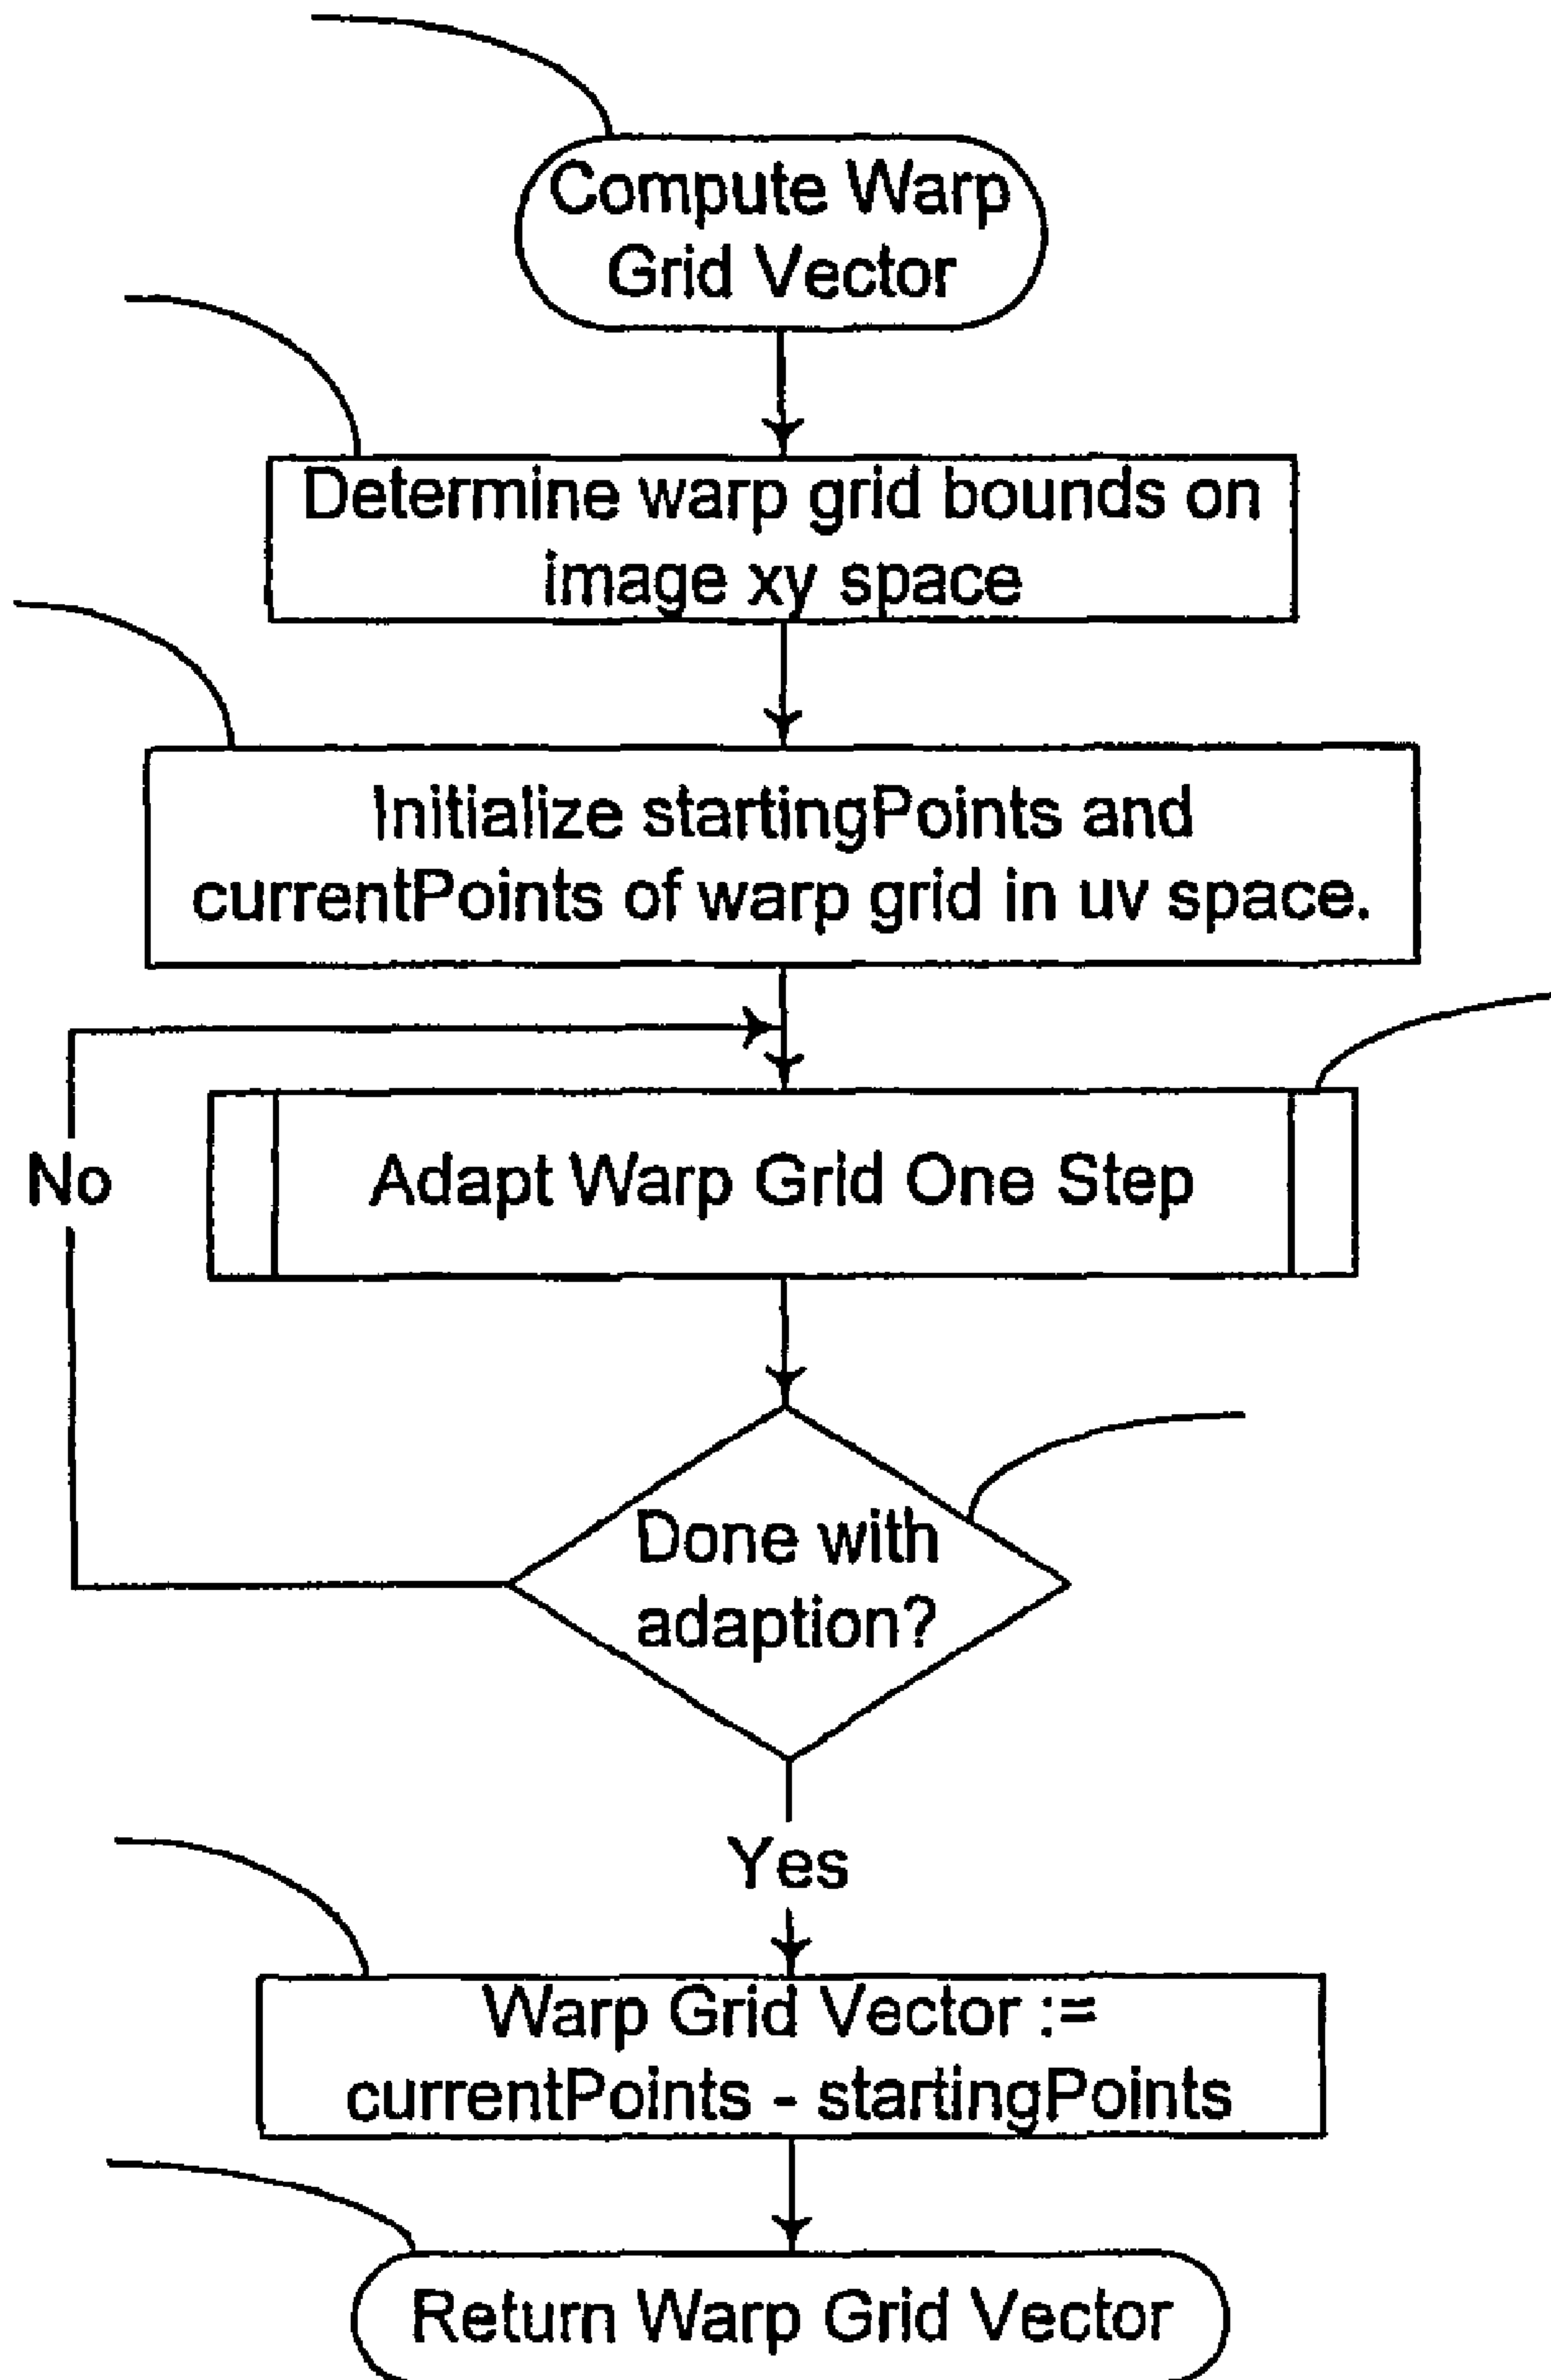 Compute Warp
Grid Vector
Determine warp grid bounds on
image xy space
Initialize startingPoints and
currentPoints of warp grid in uv space.
No
Adapt Warp Grid One Step
Done with
adaption?
Yes
Warp Grid Vector :=
currentPoints - startingPoints
Return Warp Grid Vector